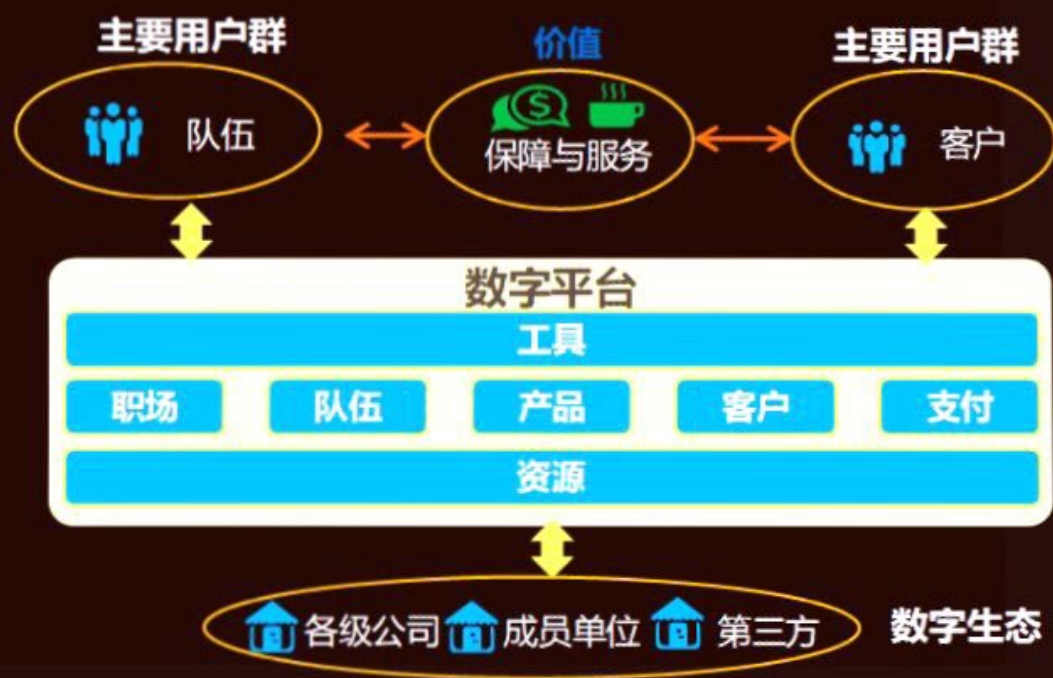 主要用户群
价值
主要用户群
队伍
保障与服务
客户
数字平台
工具
职场
队伍
产品
客户
支付
资源
各级公司
成员单位
第三方
数字生态